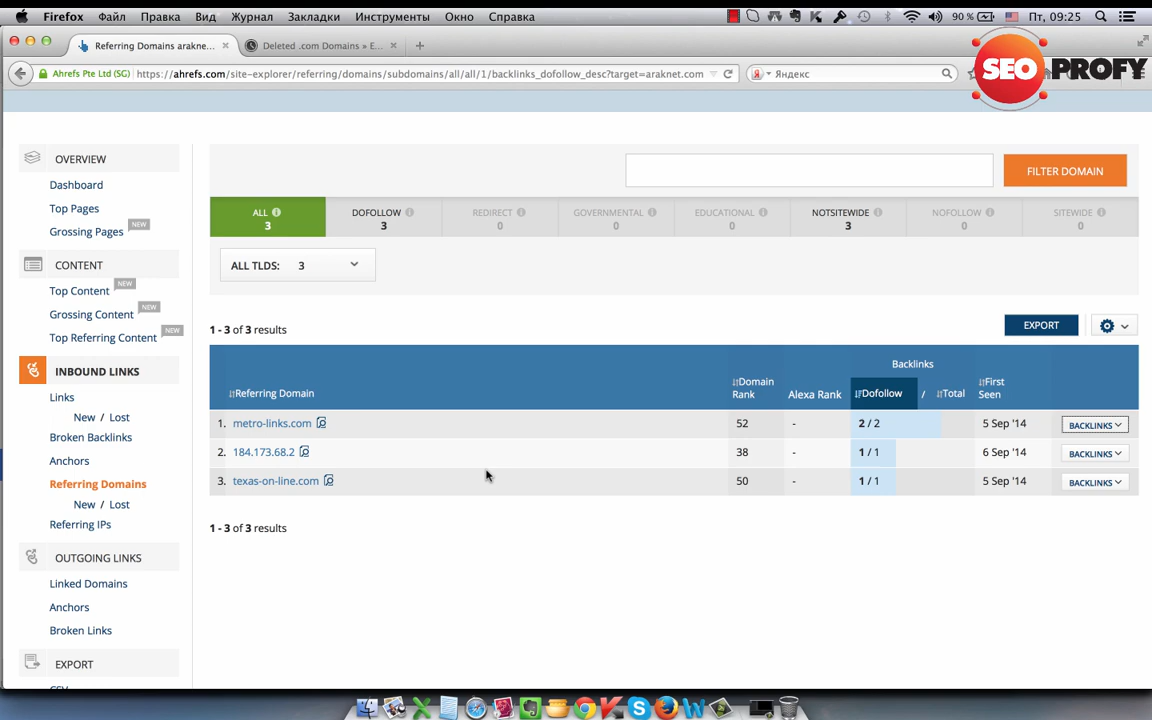 Firefox Файл Правка Вид Журнал Закладки Инструменты Окно Справка 90 % Пт, 09:25
Referring Domains arakne... Deleted .com Domains » E...
Ahrefs Pte Ltd (SG) https://ahrefs.com/site-explorer/referring/domains/subdomains/all/all/1/backlinks_dofollow_desc?target=araknet.com Яндекс
SEO PROFY
OVERVIEW
Dashboard
Top Pages
Grossing Pages NEW
CONTENT
Top Content NEW
Grossing Content NEW
Top Referring Content NEW
INBOUND LINKS
Links
New / Lost
Broken Backlinks
Anchors
Referring Domains
New / Lost
Referring IPs
OUTGOING LINKS
Linked Domains
Anchors
Broken Links
EXPORT
FILTER DOMAIN
ALL DOFOLLOW REDIRECT GOVERNMENTAL EDUCATIONAL NOTSITEWIDE NOFOLLOW SITEWIDE
3 3 0 0 0 3 0 0
ALL TLDS: 3
1 - 3 of 3 results EXPORT
Backlinks
Referring Domain Domain Rank Alexa Rank Dofollow / Total First Seen
1. metro-links.com 52 - 2 / 2 5 Sep '14 BACKLINKS
2. 184.173.68.2 38 - 1 / 1 6 Sep '14 BACKLINKS
3. texas-on-line.com 50 - 1 / 1 5 Sep '14 BACKLINKS
1 - 3 of 3 results